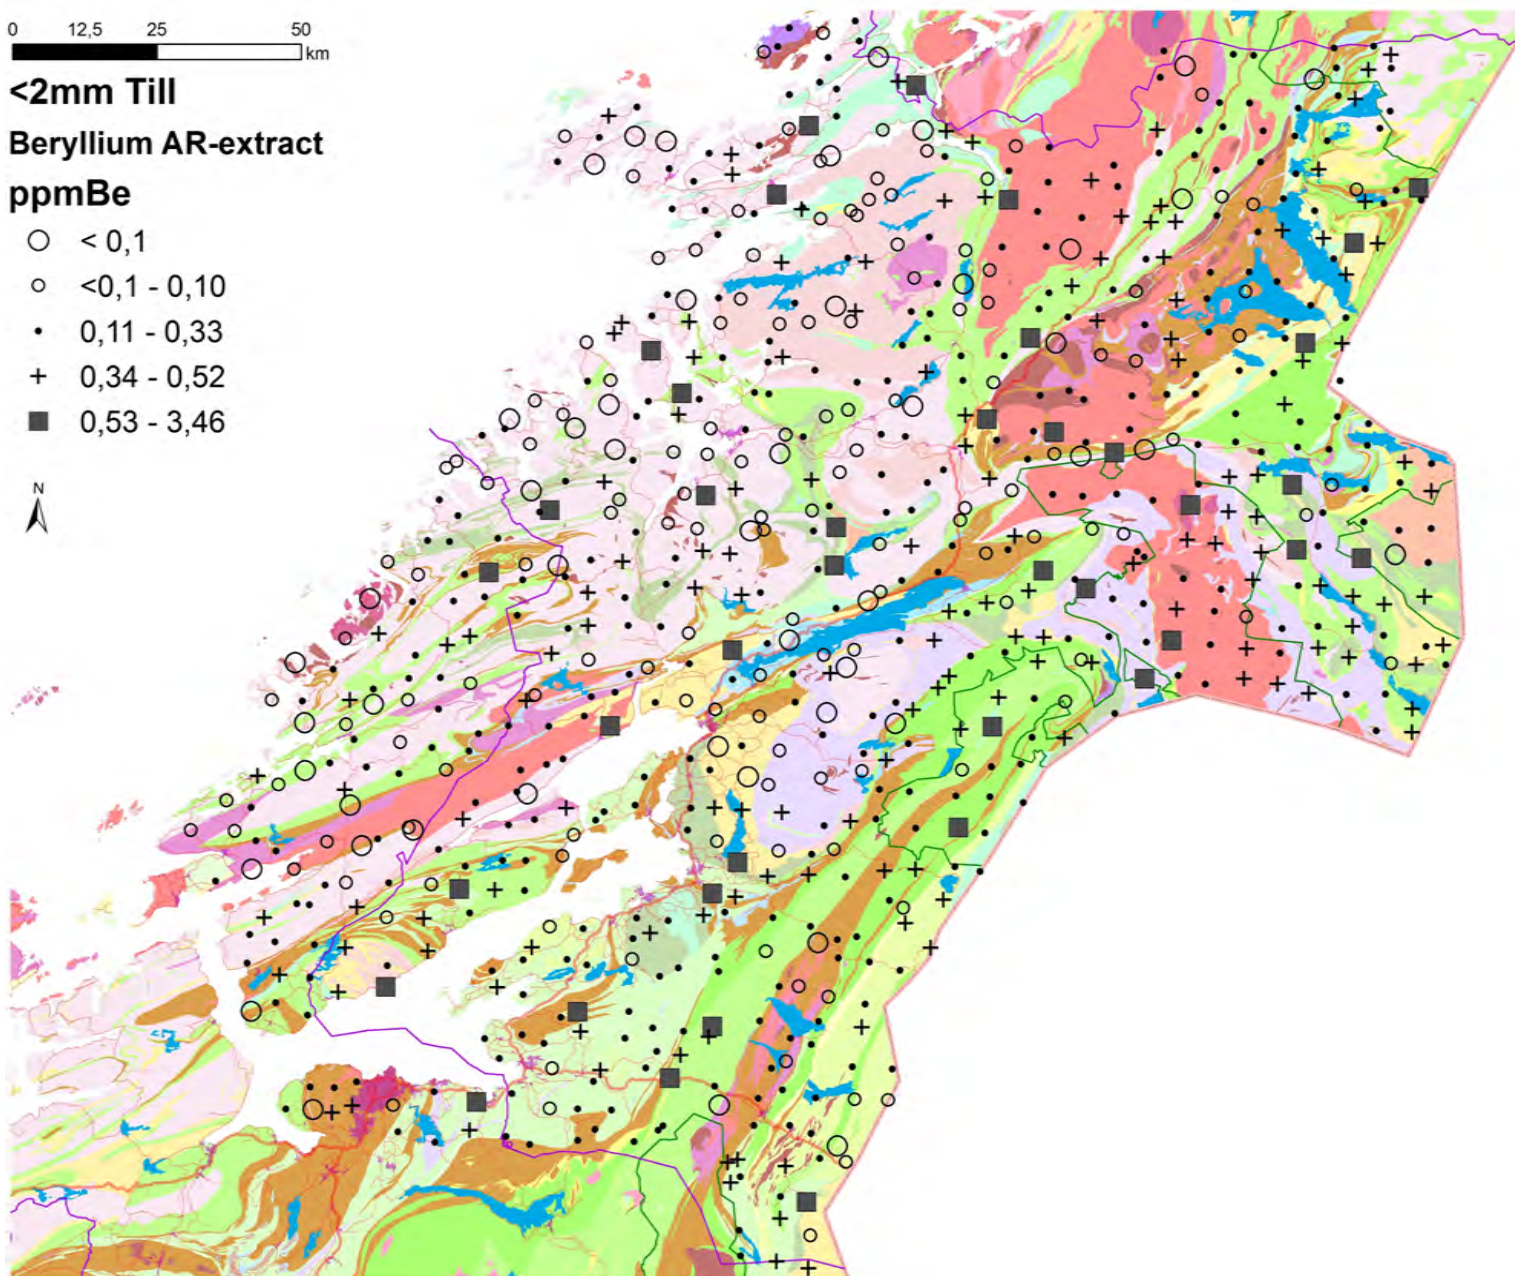 0 12,5 25 50
km
<2mm Till
Beryllium AR-extract
ppmBe
< 0,1
<0,1 - 0,10
0,11 - 0,33
0,34 - 0,52
0,53 - 3,46
N